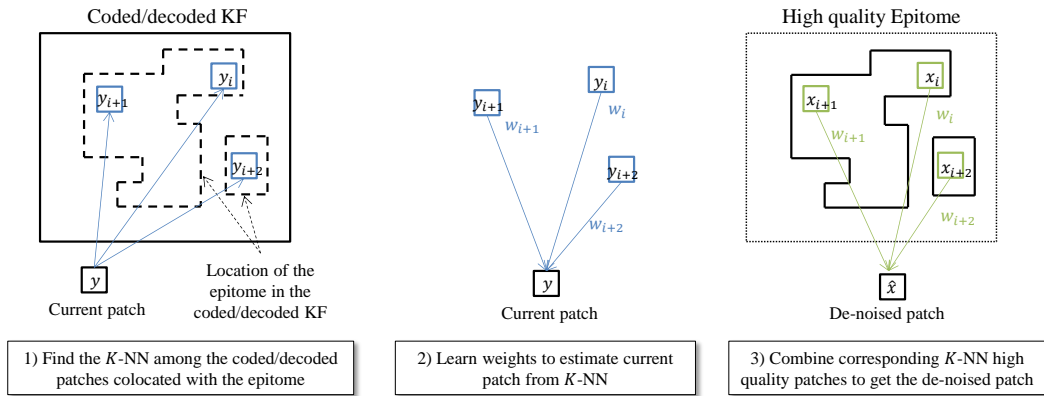 Coded/decoded KF
y_i
y_{i+1}
y_{i+2}
y
Current patch
Location of the
epitome in the
coded/decoded KF
1) Find the K-NN among the coded/decoded
patches colocated with the epitome
y_i
y_{i+1}
w_{i+1}
w_i
y_{i+2}
w_{i+2}
y
Current patch
2) Learn weights to estimate current
patch from K-NN
High quality Epitome
x_i
x_{i+1}
w_i
w_{i+1}
x_{i+2}
w_{i+2}
x̂
De-noised patch
3) Combine corresponding K-NN high
quality patches to get the de-noised patch